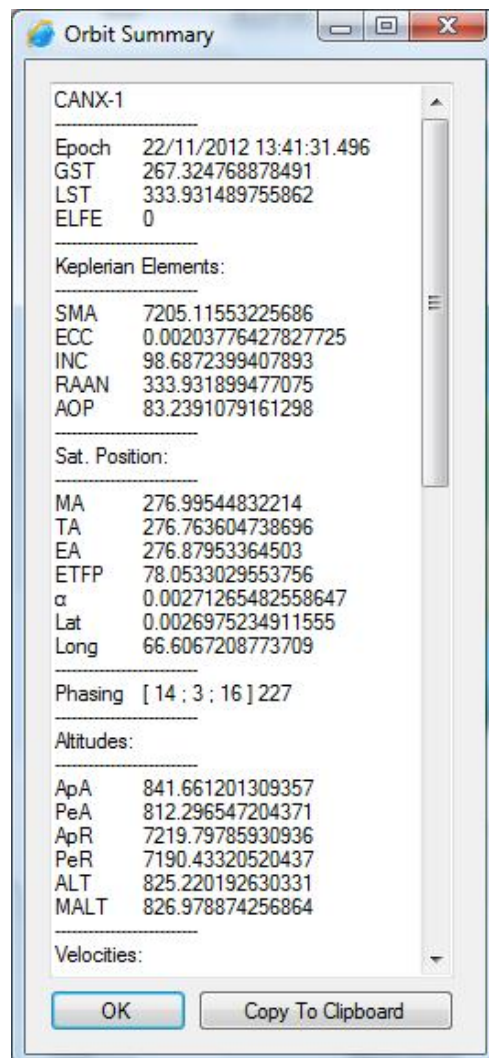 Orbit Summary
CANX-1
Epoch 22/11/2012 13:41:31.496
GST 267.324768878491
LST 333.931489755862
ELFE 0
Keplerian Elements:
SMA 7205.11553225686
ECC 0.00203776427827725
INC 98.6872399407893
RAAN 333.931899477075
AOP 83.2391079161298
Sat. Position:
MA 276.99544832214
TA 276.763604738696
EA 276.87953364503
ETFP 78.0533029553756
α 0.00271265482558647
Lat 0.0026975234911555
Long 66.6067208773709
Phasing [ 14 ; 3 ; 16 ] 227
Altitudes:
ApA 841.661201309357
PeA 812.296547204371
ApR 7219.79785930936
PeR 7190.43320520437
ALT 825.220192630331
MALT 826.978874256864
Velocities:
OK Copy To Clipboard